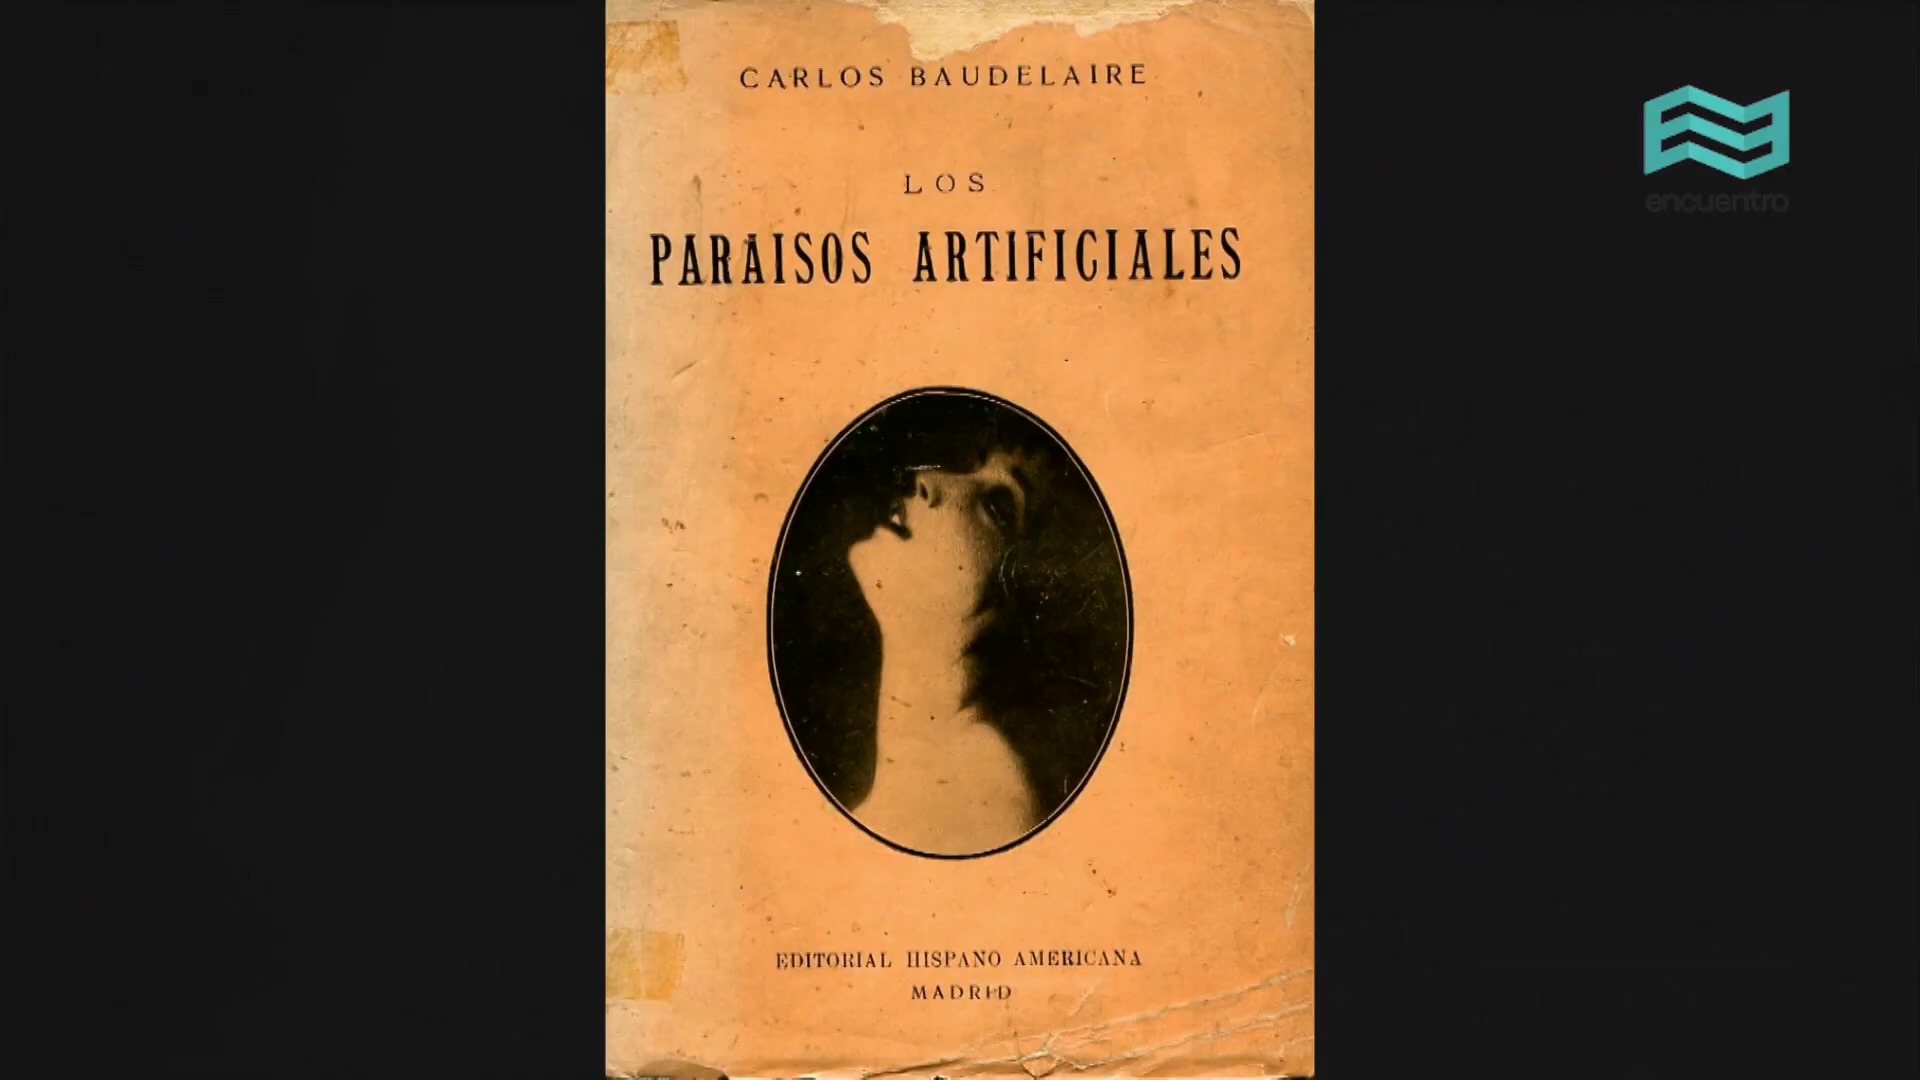 CARLOS BAUDELAIRE
LOS
PARAISOS ARTIFICIALES
EDITORIAL HISPANO AMERICANA
MADRID
encuentro